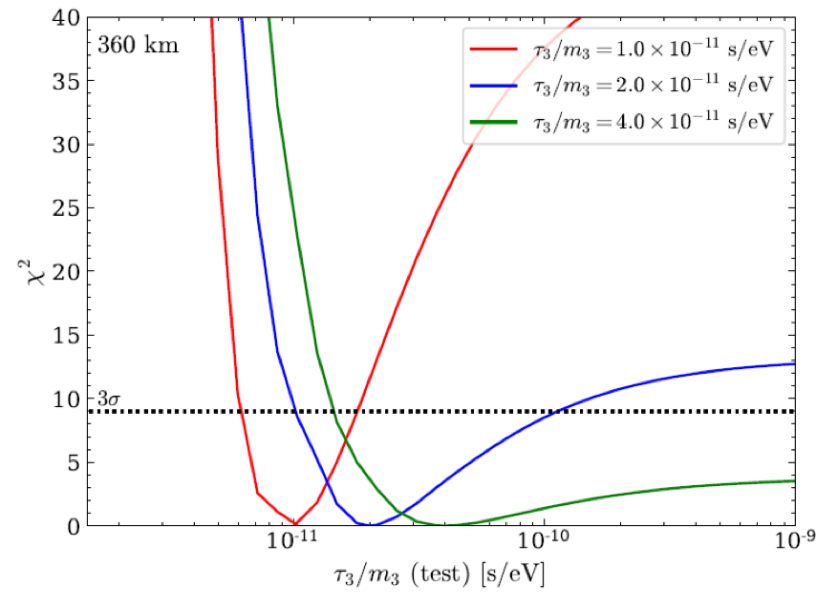 360 km
τ₃/m₃ = 1.0 × 10⁻¹¹ s/eV
τ₃/m₃ = 2.0 × 10⁻¹¹ s/eV
τ₃/m₃ = 4.0 × 10⁻¹¹ s/eV
40
35
30
25
20
15
10
5
0
χ²
3σ
10⁻¹¹
10⁻¹⁰
10⁻⁹
τ₃/m₃ (test) [s/eV]